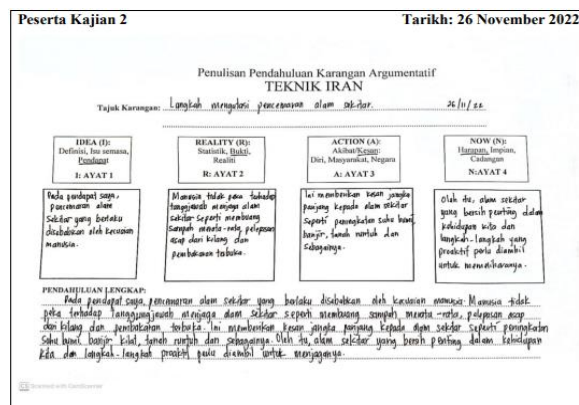 Peserta Kajian 2 Tarikh: 26 November 2022
Penulisan Pendahuluan Karangan Argumentatif
TEKNIK IRAN
Tajuk Karangan: Langkah mengatasi pencemaran alam sekitar. 26/11/22
IDEA (I):
Definisi, Isu semasa,
Pendapat
I: AYAT 1
REALITY (R):
Statistik, Bukti,
Realiti
R: AYAT 2
ACTION (A):
Akibat/Kesan:
Diri, Masyarakat, Negara
A: AYAT 3
NOW (N):
Harapan, Impian,
Cadangan
N:AYAT 4
Pada pendapat saya,
pencemaran alam
Sekitar yang berlaku
disebabkan oleh kecuaian
manusia.
Manusia tidak peka terhadap
tanggungjawab menjaga alam
sekitar seperti membuang
sampah merata-rata, pelepasan
asap dari kilang dan
pembakaran terbuka.
Ini memberikan kesan jangka
panjang kepada alam sekitar
seperti peningkatan suhu bumi,
banjir, tanah runtuh dan
sebagainya.
Oleh itu, alam sekitar
yang bersih penting dalam
kehidupan kita dan
langkah-langkah yang
proaktif perlu diambil
untuk memeliharanya.
PENDAHULUAN LENGKAP:
Pada pendapat saya, pencemaran alam sekitar yang berlaku disebabkan oleh kecuaian manusia. Manusia tidak
peka terhadap tanggungjawab menjaga alam sekitar seperti membuang sampah merata-rata, pelepasan asap
dari kilang dan pembakaran terbuka. Ini memberikan kesan jangka panjang kepada alam sekitar seperti peningkatan
suhu bumi, banjir kilat, tanah runtuh dan sebagainya. Oleh itu, alam sekitar yang bersih penting dalam kehidupan
kita dan langkah-langkah proaktif perlu diambil untuk menjaganya.
CS Scanned with CamScanner